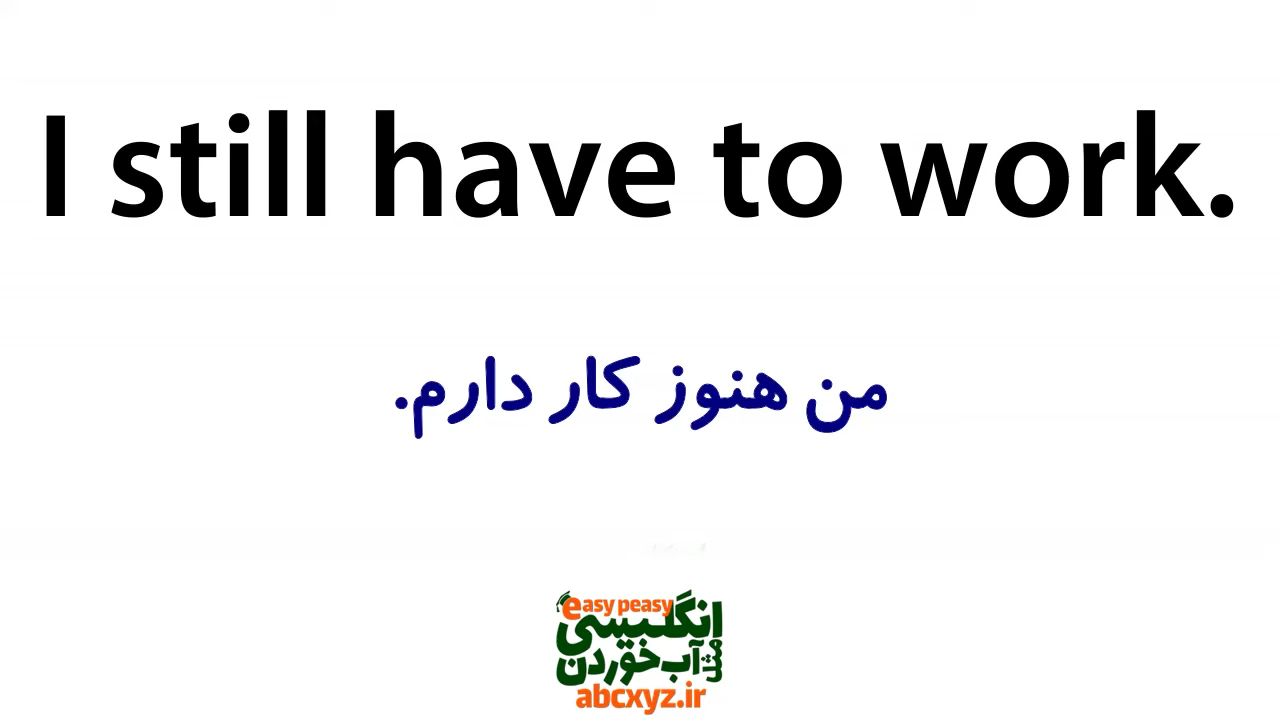 I still have to work.
من هنوز کار دارم.
easy peasy
انگلیسی
مثل آب خوردن
abcxyz.ir